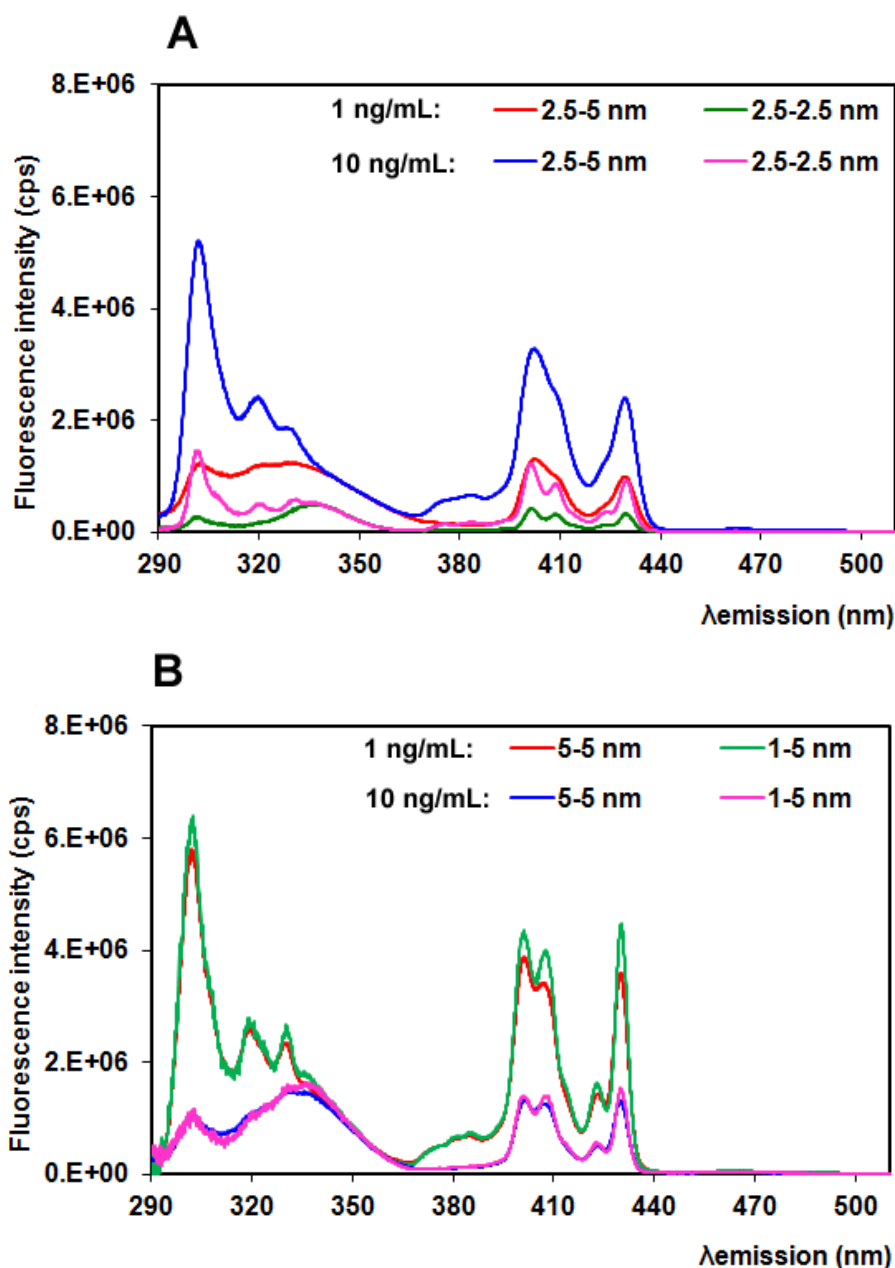 A
8.E+06
1 ng/mL: 2.5-5 nm 2.5-2.5 nm
10 ng/mL: 2.5-5 nm 2.5-2.5 nm
6.E+06
4.E+06
2.E+06
0.E+00
Fluorescence intensity (cps)
290 320 350 380 410 440 470 500
λemission (nm)
B
8.E+06
1 ng/mL: 5-5 nm 1-5 nm
10 ng/mL: 5-5 nm 1-5 nm
6.E+06
4.E+06
2.E+06
0.E+00
Fluorescence intensity (cps)
290 320 350 380 410 440 470 500
λemission (nm)